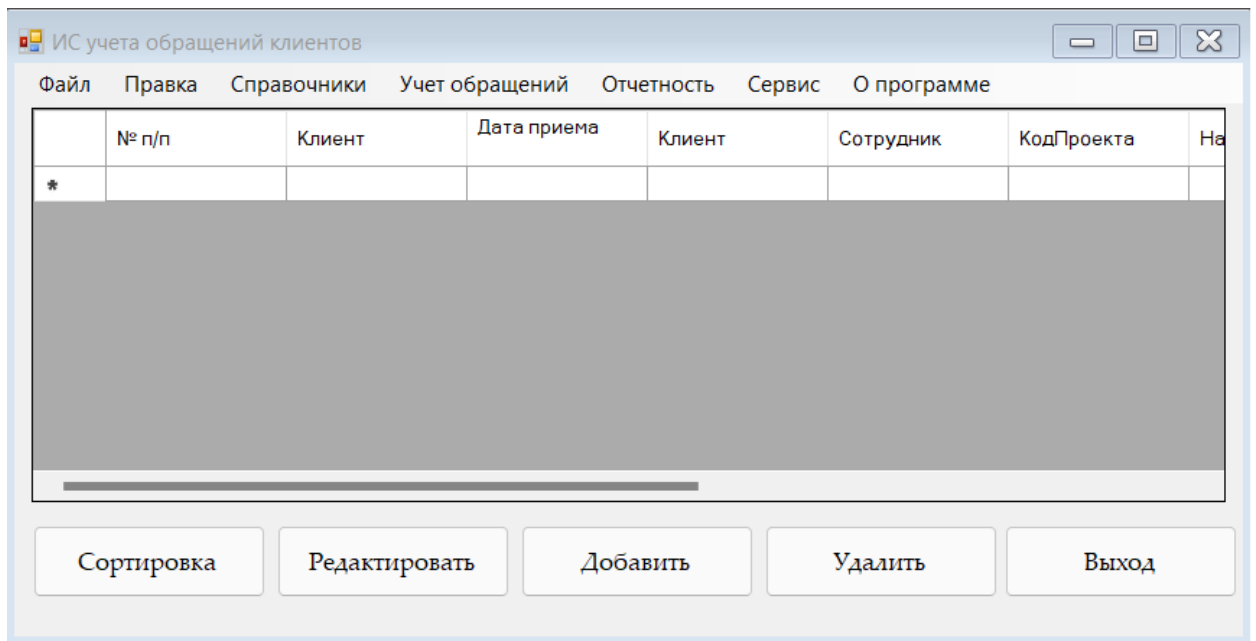 ИС учета обращений клиентов
Файл Правка Справочники Учет обращений Отчетность Сервис О программе
№ п/п Клиент Дата приема Клиент Сотрудник КодПроекта На
*
Сортировка Редактировать Добавить Удалить Выход